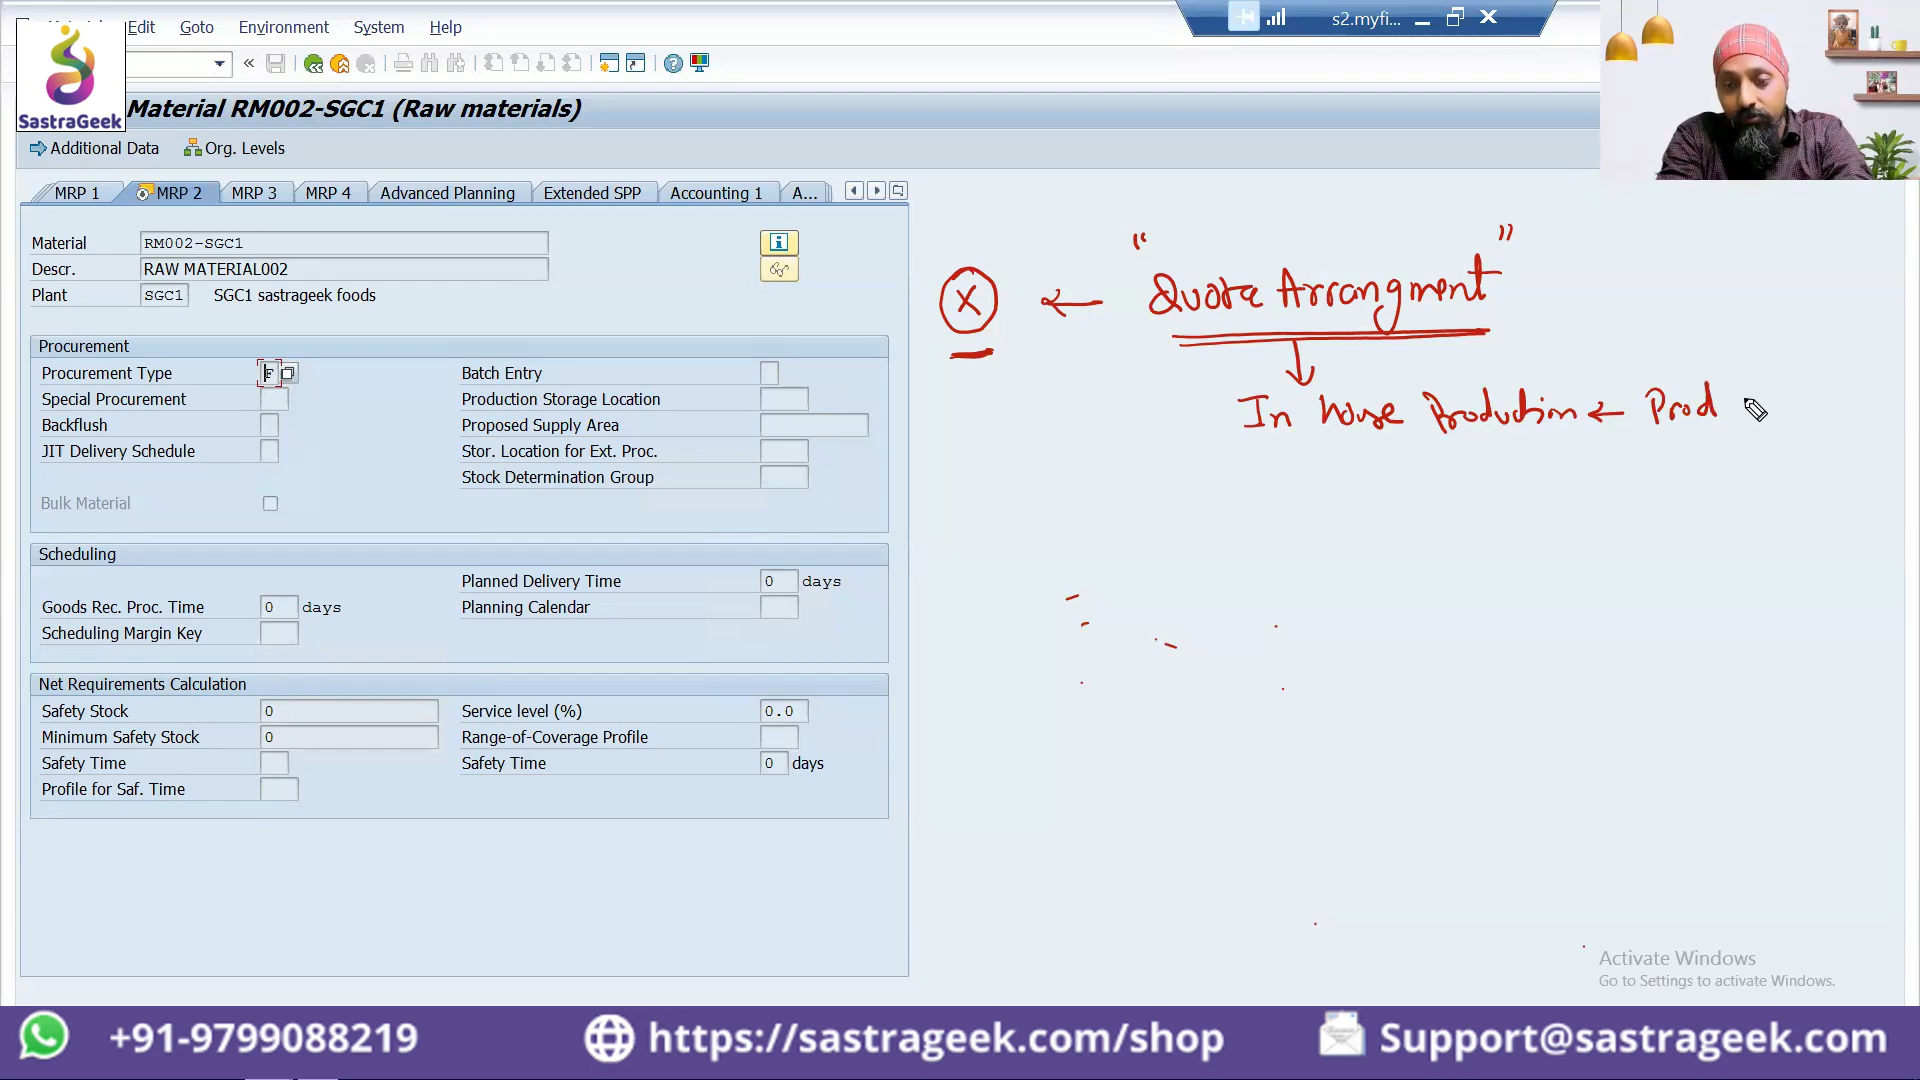 Edit Goto Environment System Help
s2.myfi...
SastraGeek
Material RM002-SGC1 (Raw materials)
Additional Data Org. Levels
MRP 1 MRP 2 MRP 3 MRP 4 Advanced Planning Extended SPP Accounting 1 A...
Material RM002-SGC1
Descr. RAW MATERIAL002
Plant SGC1 SGC1 sastrageek foods
Procurement
Procurement Type F Batch Entry
Special Procurement Production Storage Location
Backflush Proposed Supply Area
JIT Delivery Schedule Stor. Location for Ext. Proc.
Stock Determination Group
Bulk Material
Scheduling
Planned Delivery Time 0 days
Goods Rec. Proc. Time 0 days Planning Calendar
Scheduling Margin Key
Net Requirements Calculation
Safety Stock 0 Service level (%) 0.0
Minimum Safety Stock 0 Range-of-Coverage Profile
Safety Time Safety Time 0 days
Profile for Saf. Time
X ← "Quota Arrangment"
In house Production ← Prod
Activate Windows
Go to Settings to activate Windows.
+91-9799088219 https://sastrageek.com/shop Support@sastrageek.com